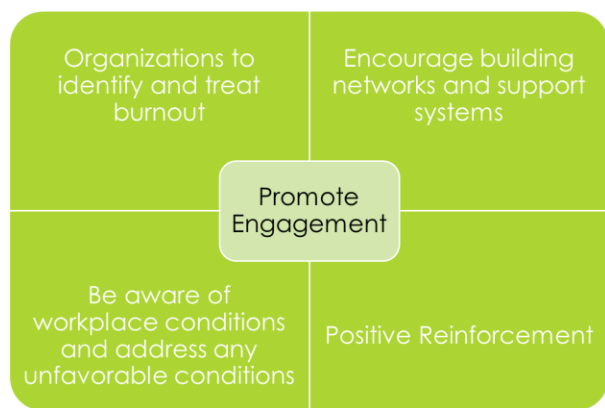 Organizations to
identify and treat
burnout
Encourage building
networks and support
systems
Promote
Engagement
Be aware of
workplace conditions
and address any
unfavorable conditions
Positive Reinforcement